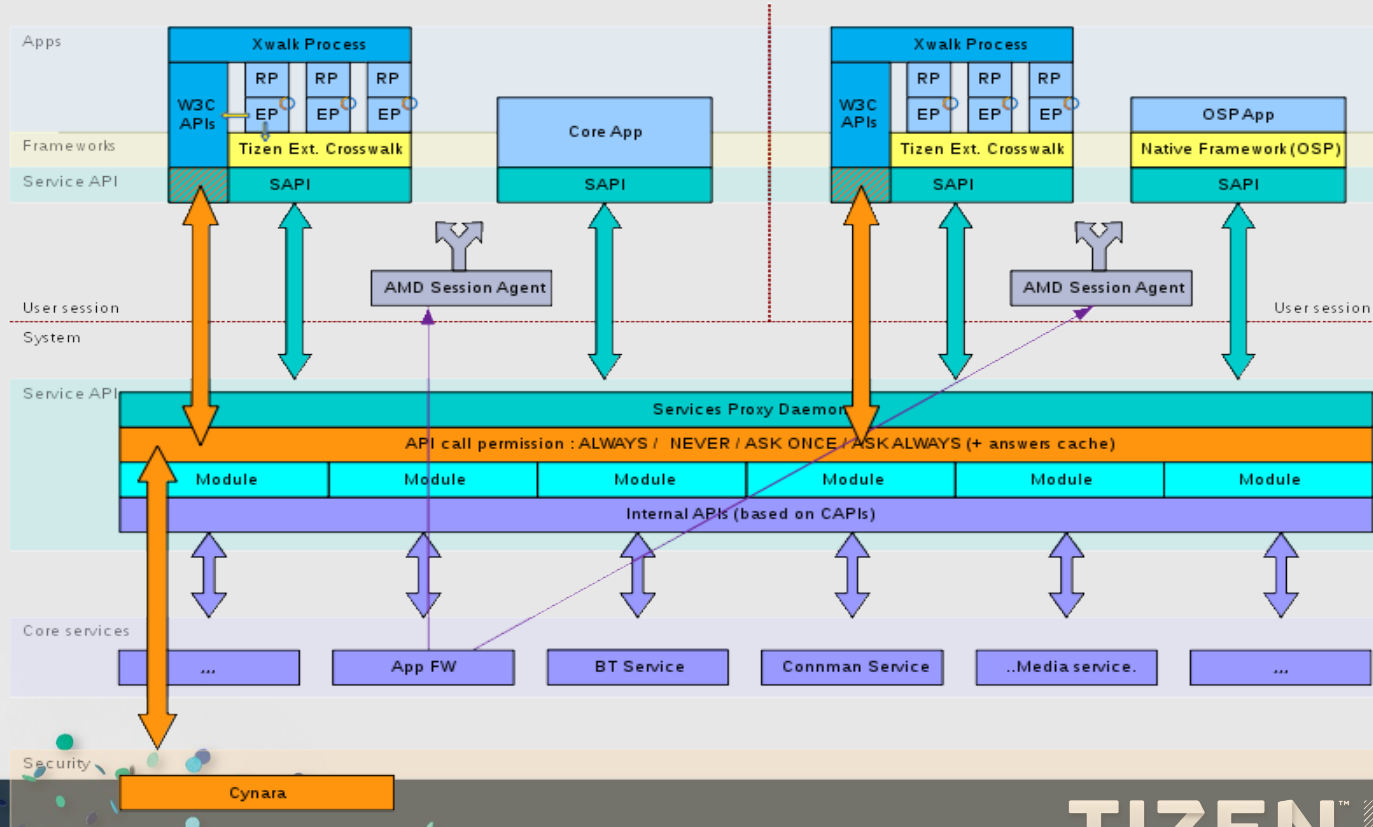 Apps
Xwalk Process
Xwalk Process
RP RP RP
RP RP RP
W3C
APIs
W3C
APIs
EP EP EP
EP EP EP
Core App
OSP App
Frameworks
Tizen Ext. Crosswalk
Tizen Ext. Crosswalk
Native Framework(OSP)
Service API
SAPI
SAPI
SAPI
SAPI
AMD Session Agent
AMD Session Agent
User session
User session
System
Service API
Services Proxy Daemon
API call permission : ALWAYS / NEVER / ASK ONCE / ASK ALWAYS (+ answers cache)
Module Module Module Module Module Module
Internal APIs (based on CAPIs)
Core services
,,,
App FW
BT Service
Connman Service
..Media service.
,,,
Security
Cynara
TIZEN™